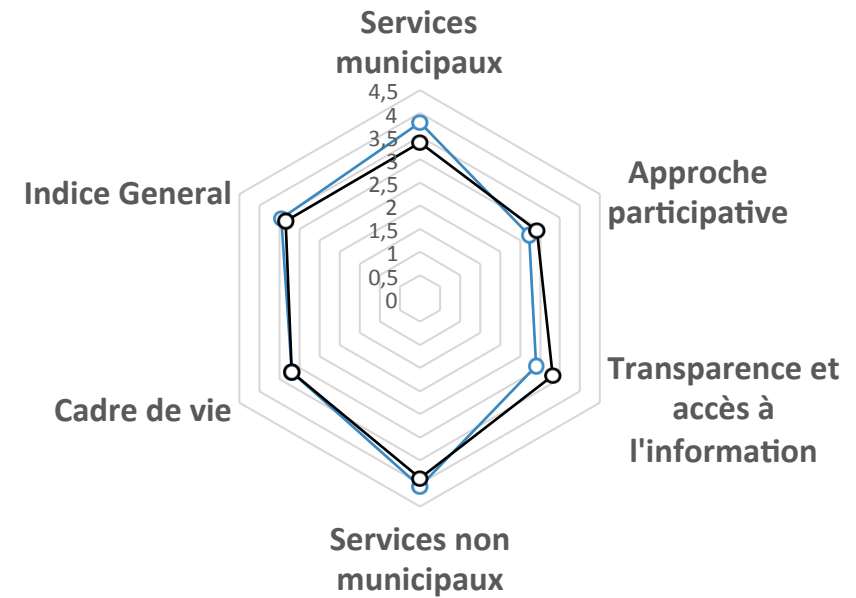 Services
municipaux
4,5
4
3,5
3
2,5
2
1,5
1
0,5
0
Approche
participative
Transparence et
accès à
l'information
Services non
municipaux
Cadre de vie
Indice General